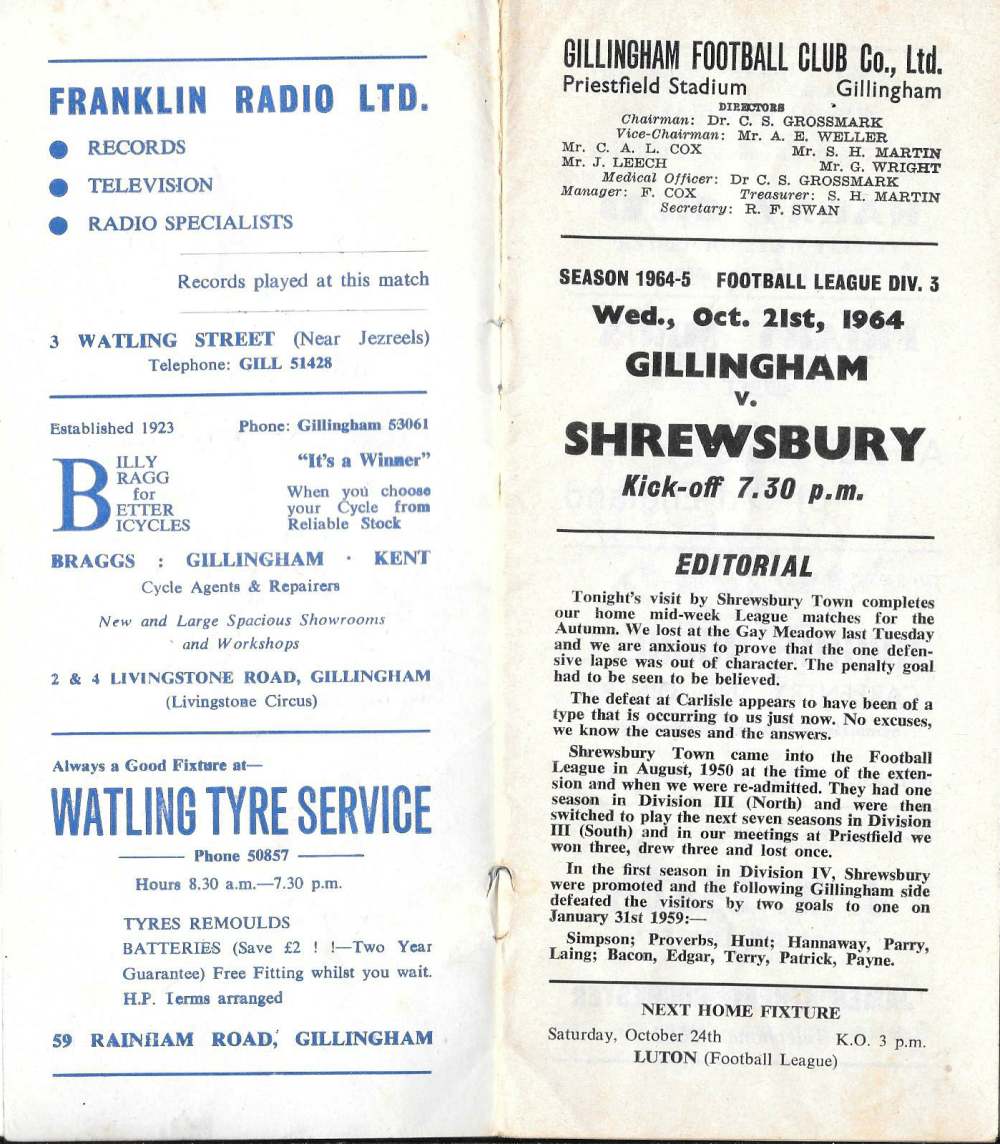 FRANKLIN RADIO LTD.
● RECORDS
● TELEVISION
● RADIO SPECIALISTS
Records played at this match
3 WATLING STREET (Near Jezreels)
Telephone: GILL 51428
Established 1923 Phone: Gillingham 53061
BILLY
RAGG
for
ETTER
ICYCLES
"It's a Winner"
When you choose
your Cycle from
Reliable Stock
BRAGGS : GILLINGHAM · KENT
Cycle Agents & Repairers
New and Large Spacious Showrooms
and Workshops
2 & 4 LIVINGSTONE ROAD, GILLINGHAM
(Livingstone Circus)
Always a Good Fixture at—
WATLING TYRE SERVICE
Phone 50857
Hours 8.30 a.m.—7.30 p.m.
TYRES REMOULDS
BATTERIES (Save £2 ! !—Two Year
Guarantee) Free Fitting whilst you wait.
H.P. Terms arranged
59 RAINHAM ROAD, GILLINGHAM
GILLINGHAM FOOTBALL CLUB Co., Ltd.
Priestfield Stadium Gillingham
DIRECTORS
Chairman: Dr. C. S. GROSSMARK
Vice-Chairman: Mr. A. E. WELLER
Mr. C. A. L. COX Mr. S. H. MARTIN
Mr. J. LEECH Mr. G. WRIGHT
Medical Officer: Dr C. S. GROSSMARK
Manager: F. COX Treasurer: S. H. MARTIN
Secretary: R. F. SWAN
SEASON 1964-5 FOOTBALL LEAGUE DIV. 3
Wed., Oct. 21st, 1964
GILLINGHAM
v.
SHREWSBURY
Kick-off 7.30 p.m.
EDITORIAL
Tonight's visit by Shrewsbury Town completes
our home mid-week League matches for the
Autumn. We lost at the Gay Meadow last Tuesday
and we are anxious to prove that the one defen-
sive lapse was out of character. The penalty goal
had to be seen to be believed.
The defeat at Carlisle appears to have been of a
type that is occurring to us just now. No excuses,
we know the causes and the answers.
Shrewsbury Town came into the Football
League in August, 1950 at the time of the exten-
sion and when we were re-admitted. They had one
season in Division III (North) and were then
switched to play the next seven seasons in Division
III (South) and in our meetings at Priestfield we
won three, drew three and lost once.
In the first season in Division IV, Shrewsbury
were promoted and the following Gillingham side
defeated the visitors by two goals to one on
January 31st 1959:—
Simpson; Proverbs, Hunt; Hannaway, Parry,
Laing; Bacon, Edgar, Terry, Patrick, Payne.
NEXT HOME FIXTURE
Saturday, October 24th K.O. 3 p.m.
LUTON (Football League)